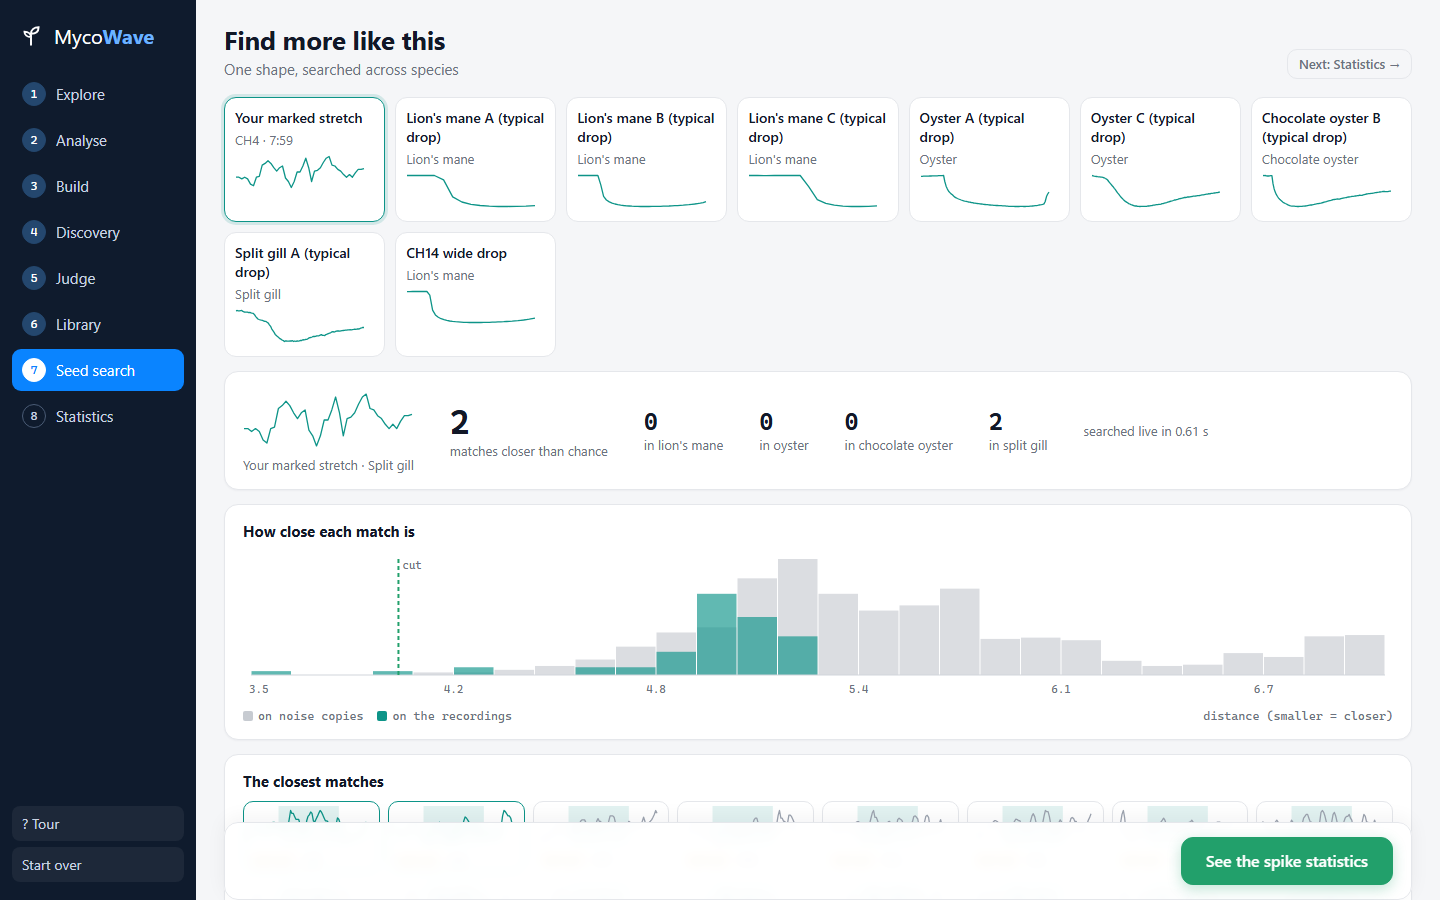 MycoWave
1 Explore
2 Analyse
3 Build
4 Discovery
5 Judge
6 Library
7 Seed search
8 Statistics
? Tour
Start over
Find more like this
One shape, searched across species
Next: Statistics →
Your marked stretch
CH4 · 7:59
Lion's mane A (typical
drop)
Lion's mane
Lion's mane B (typical
drop)
Lion's mane
Lion's mane C (typical
drop)
Lion's mane
Oyster A (typical
drop)
Oyster
Oyster C (typical
drop)
Oyster
Chocolate oyster B
(typical drop)
Chocolate oyster
Split gill A (typical
drop)
Split gill
CH14 wide drop
Lion's mane
Your marked stretch · Split gill
2
matches closer than chance
0
in lion's mane
0
in oyster
0
in chocolate oyster
2
in split gill
searched live in 0.61 s
How close each match is
cut
3.5 4.2 4.8 5.4 6.1 6.7
on noise copies on the recordings distance (smaller = closer)
The closest matches
See the spike statistics